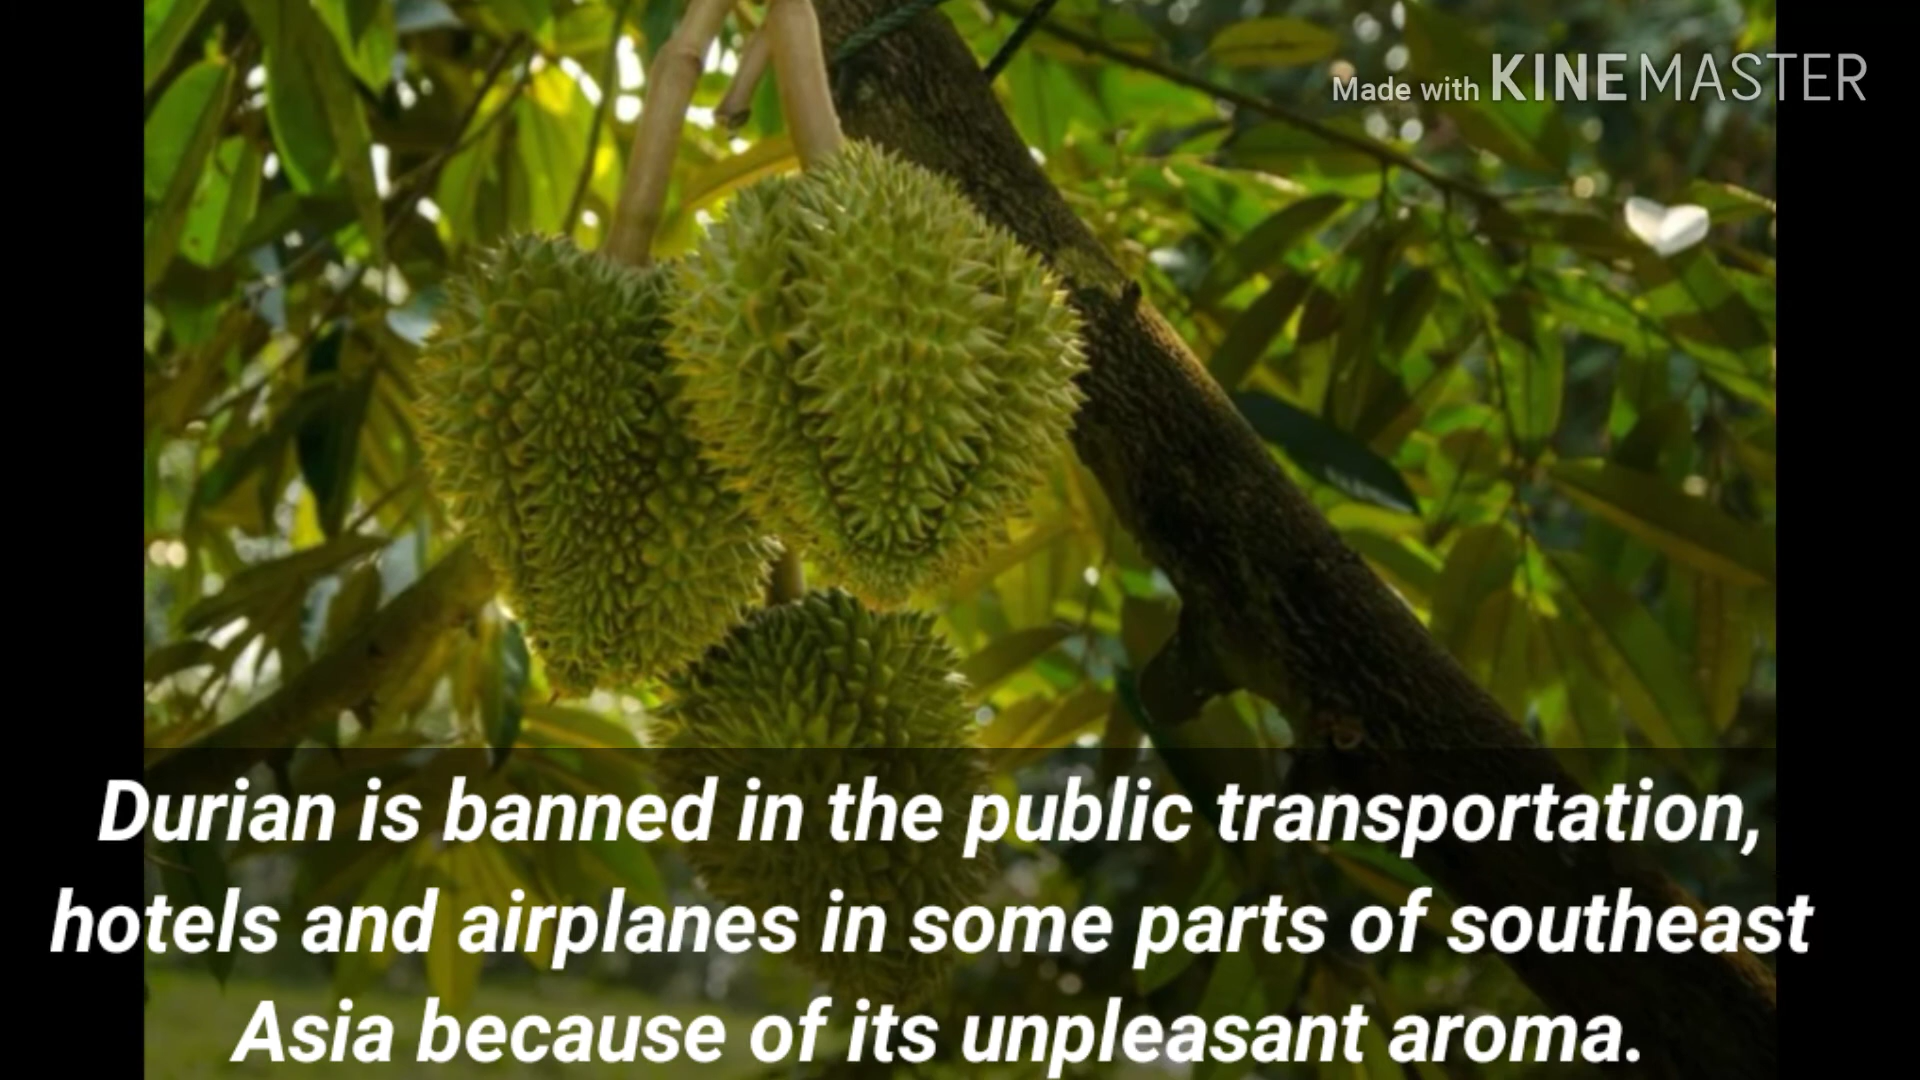 Made with KINEMASTER
Durian is banned in the public transportation,
hotels and airplanes in some parts of southeast
Asia because of its unpleasant aroma.